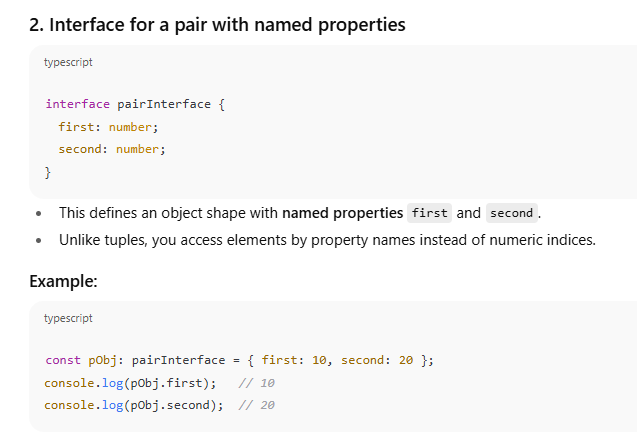 2. Interface for a pair with named properties
typescript
interface pairInterface {
  first: number;
  second: number;
}
• This defines an object shape with named properties first and second.
• Unlike tuples, you access elements by property names instead of numeric indices.
Example:
typescript
const pObj: pairInterface = { first: 10, second: 20 };
console.log(pObj.first);   // 10
console.log(pObj.second);  // 20